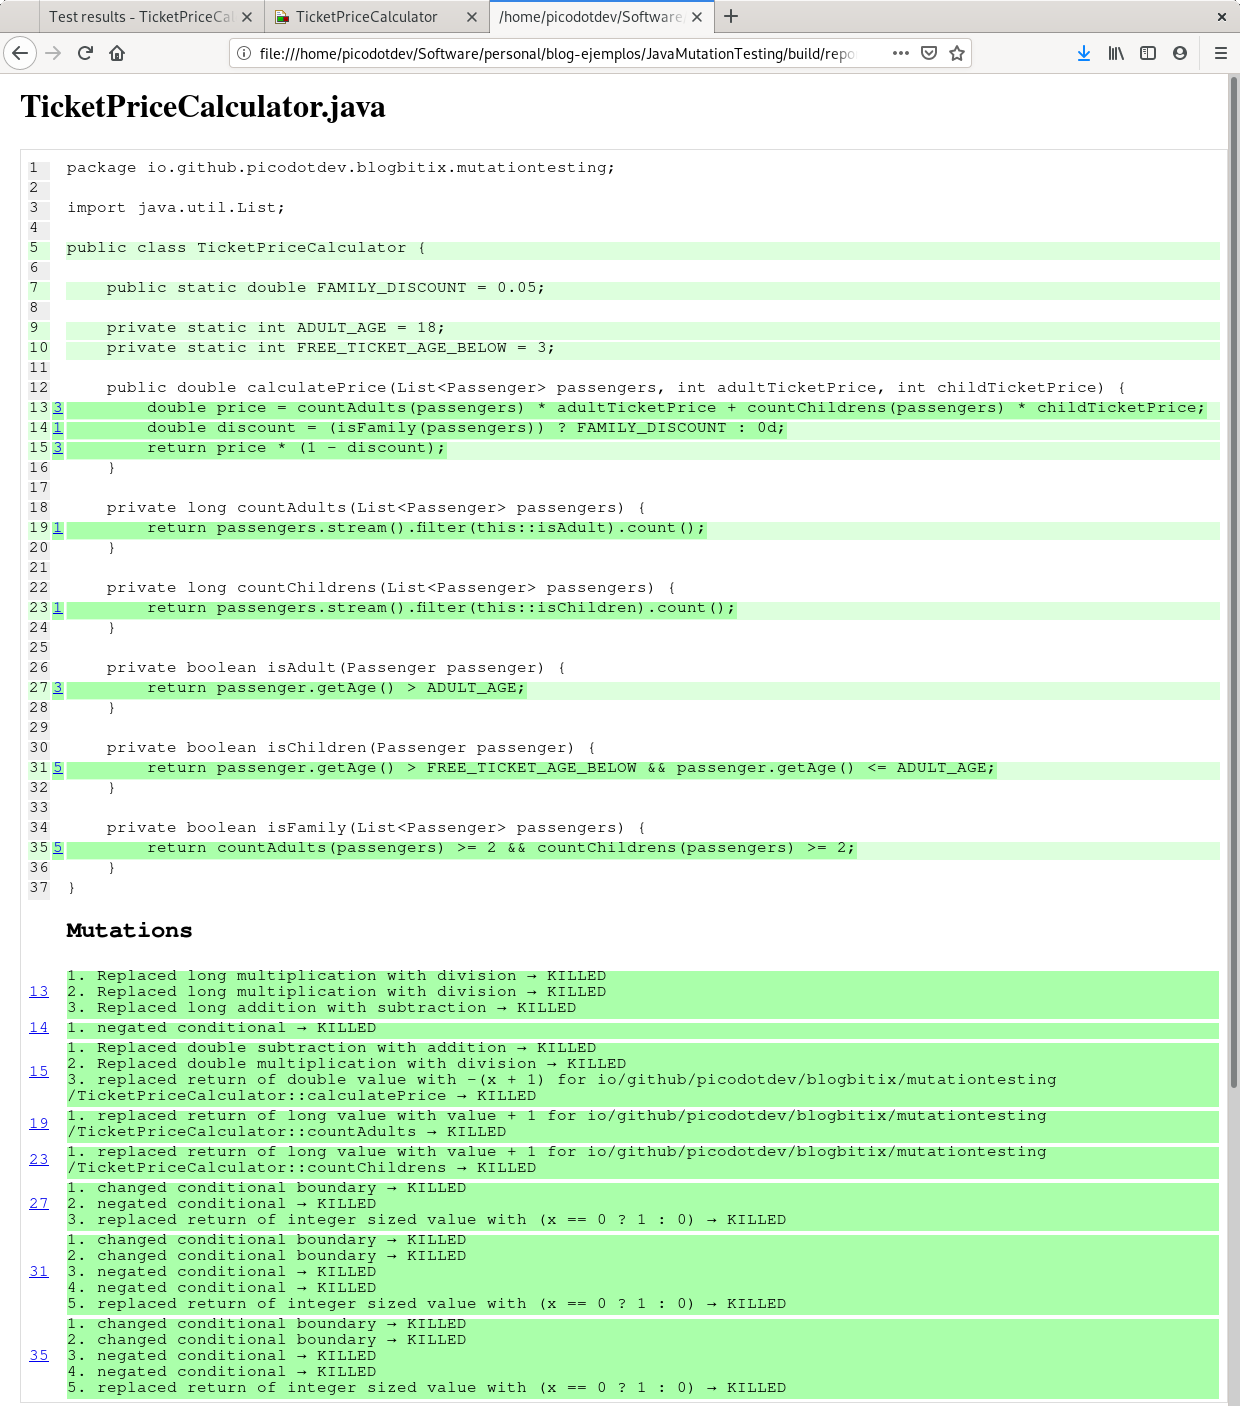 Test results - TicketPriceCal
TicketPriceCalculator
/home/picodotdev/Software
file:///home/picodotdev/Software/personal/blog-ejemplos/JavaMutationTesting/build/repo
TicketPriceCalculator.java
1 package io.github.picodotdev.blogbitix.mutationtesting;
2
3 import java.util.List;
4
5 public class TicketPriceCalculator {
6
7 public static double FAMILY_DISCOUNT = 0.05;
8
9 private static int ADULT_AGE = 18;
10 private static int FREE_TICKET_AGE_BELOW = 3;
11
12 public double calculatePrice(List<Passenger> passengers, int adultTicketPrice, int childTicketPrice) {
13 3 double price = countAdults(passengers) * adultTicketPrice + countChildrens(passengers) * childTicketPrice;
14 1 double discount = (isFamily(passengers)) ? FAMILY_DISCOUNT : 0d;
15 3 return price * (1 - discount);
16 }
17
18 private long countAdults(List<Passenger> passengers) {
19 1 return passengers.stream().filter(this::isAdult).count();
20 }
21
22 private long countChildrens(List<Passenger> passengers) {
23 1 return passengers.stream().filter(this::isChildren).count();
24 }
25
26 private boolean isAdult(Passenger passenger) {
27 3 return passenger.getAge() > ADULT_AGE;
28 }
29
30 private boolean isChildren(Passenger passenger) {
31 5 return passenger.getAge() > FREE_TICKET_AGE_BELOW && passenger.getAge() <= ADULT_AGE;
32 }
33
34 private boolean isFamily(List<Passenger> passengers) {
35 5 return countAdults(passengers) >= 2 && countChildrens(passengers) >= 2;
36 }
37 }
Mutations
1. Replaced long multiplication with division → KILLED
13 2. Replaced long multiplication with division → KILLED
3. Replaced long addition with subtraction → KILLED
14 1. negated conditional → KILLED
1. Replaced double subtraction with addition → KILLED
2. Replaced double multiplication with division → KILLED
15 3. replaced return of double value with -(x + 1) for io/github/picodotdev/blogbitix/mutationtesting
/TicketPriceCalculator::calculatePrice → KILLED
19 1. replaced return of long value with value + 1 for io/github/picodotdev/blogbitix/mutationtesting
/TicketPriceCalculator::countAdults → KILLED
23 1. replaced return of long value with value + 1 for io/github/picodotdev/blogbitix/mutationtesting
/TicketPriceCalculator::countChildrens → KILLED
1. changed conditional boundary → KILLED
27 2. negated conditional → KILLED
3. replaced return of integer sized value with (x == 0 ? 1 : 0) → KILLED
1. changed conditional boundary → KILLED
2. changed conditional boundary → KILLED
31 3. negated conditional → KILLED
4. negated conditional → KILLED
5. replaced return of integer sized value with (x == 0 ? 1 : 0) → KILLED
1. changed conditional boundary → KILLED
2. changed conditional boundary → KILLED
35 3. negated conditional → KILLED
4. negated conditional → KILLED
5. replaced return of integer sized value with (x == 0 ? 1 : 0) → KILLED